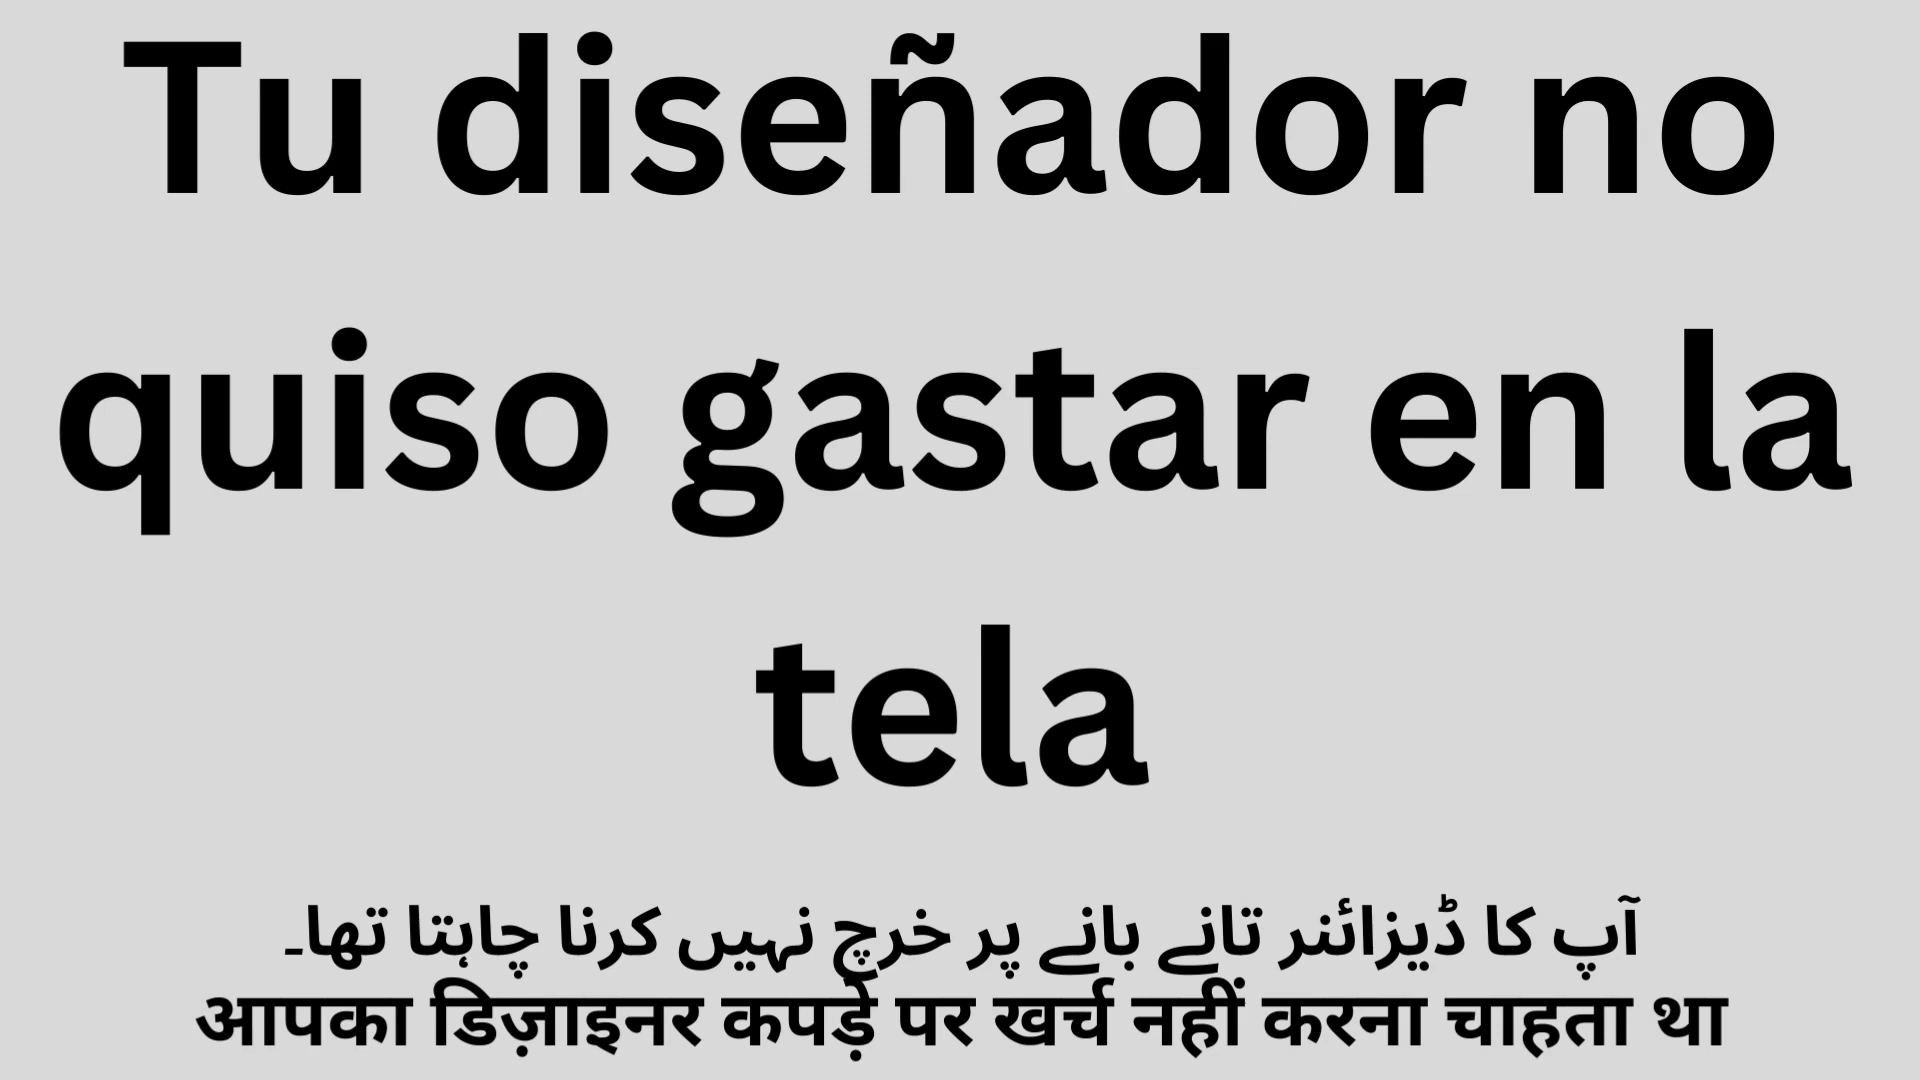 Tu diseñador no
quiso gastar en la
tela
آپ کا ڈیزائنر تانے بانے پر خرچ نہیں کرنا چاہتا تھا۔
आपका डिज़ाइनर कपड़े पर खर्च नहीं करना चाहता था